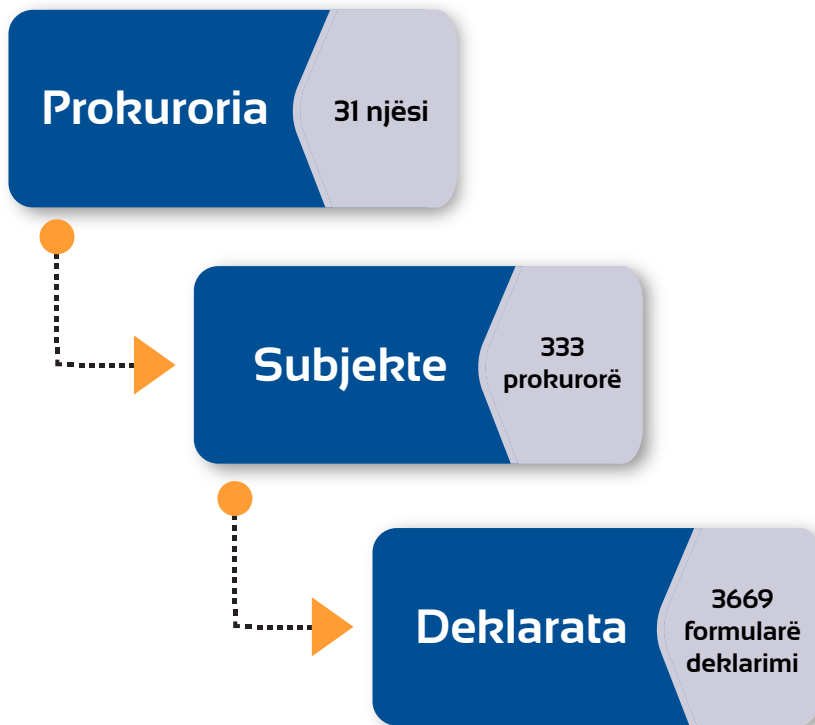 Prokuroria
31 njësi
Subjekte
333
prokurorë
Deklarata
3669
formularë
deklarimi